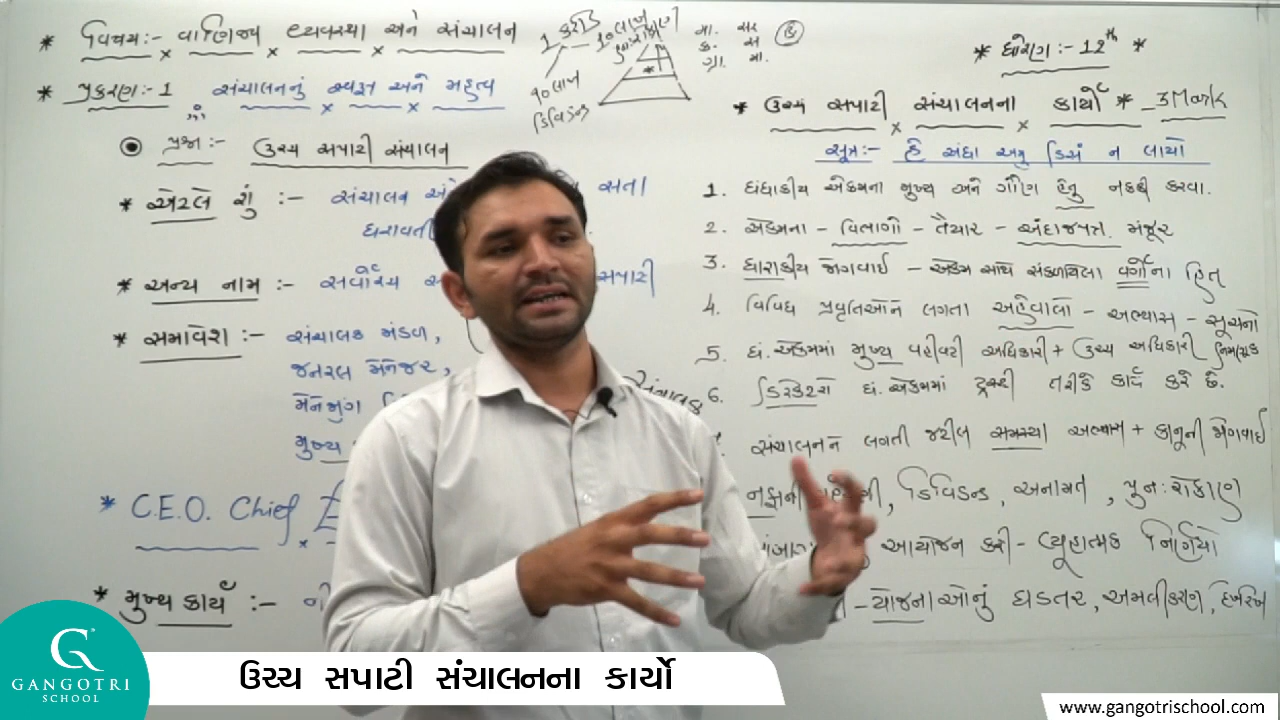 * વિષય:- વાણિજ્ય વ્યવસ્થા અને સંચાલન
* પ્રકરણ:-1 સંચાલનનું સ્વરૂપ અને મહત્વ
પ્રશ્ન:- ઉચ્ચ સપાટી સંચાલન
* એટલે શું :- સંચાલન સતા
ધરાવતી
* અન્ય નામ :- સર્વોચ્ચ સપાટી
* સમાવેશ:- સંચાલક મંડળ,
જનરલ મેનેજર,
મેનેજીંગ
મુખ્ય
* C.E.O. Chief
* મુખ્ય કાર્ય :-
1 કરોડ
10 લાખ
૧૦ લાખ
ડિવિડન્ડ
* ધોરણ:- 12th *
* ઉચ્ચ સપાટી સંચાલનના કાર્યો * 3 Mark
સૂત્ર:- હે અંધા અમુ ડિસં ન લાયો
1. ધંધાકીય એકમના મુખ્ય અને ગૌણ હેતુ નક્કી કરવા.
2. એકમના - વિભાગો - તૈયાર - અંદાજપત્ર મંજૂર
3. ધારાકીય જોગવાઈ - એકમ સાથે સંકળાયેલા વર્ગોના હિત
4. વિવિધ પ્રવૃતિઓને લગતા અહેવાલો - અભ્યાસ - સૂચનો
5. ધં. એકમમાં મુખ્ય વહીવટી અધિકારી + ઉચ્ચ અધિકારી નિમણૂક
6. ડિરેકટરો ધં. એકમમાં ટ્રસ્ટી તરીકે કાર્ય કરે છે.
સંચાલનને લગતી જટીલ સમસ્યા અભ્યાસ + કાનૂની જોગવાઈ
નફાની ડિવિડન્ડ, અનામત, પુન:રોકાણ
આયોજન કરી - વ્યૂહાત્મક નિર્ણયો
- યોજનાઓનું ઘડતર, અમલીકરણ, દેખરેખ
G
GANGOTRI
SCHOOL
ઉચ્ચ સપાટી સંચાલનના કાર્યો
www.gangotrischool.com